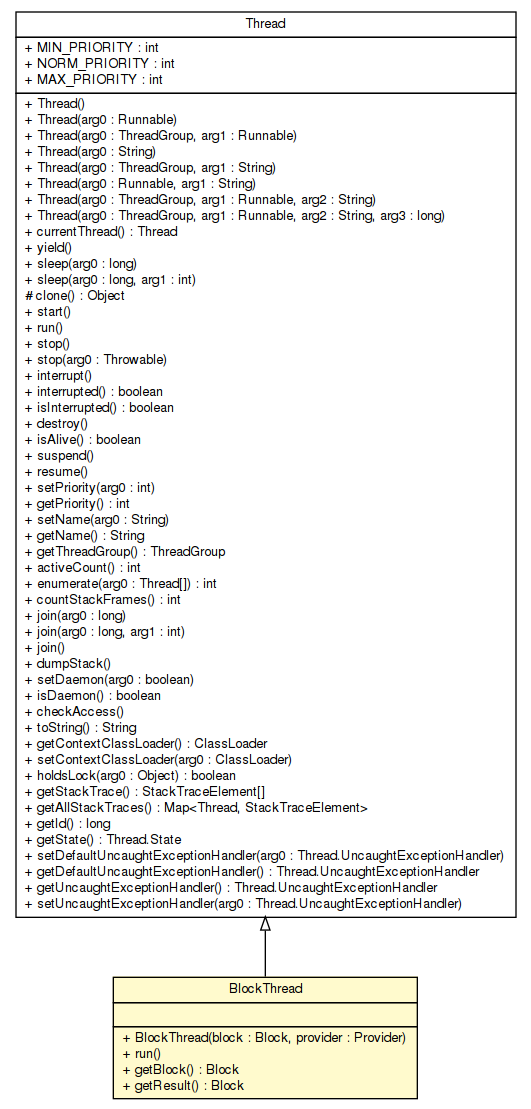 Thread
+ MIN_PRIORITY : int
+ NORM_PRIORITY : int
+ MAX_PRIORITY : int
+ Thread()
+ Thread(arg0 : Runnable)
+ Thread(arg0 : ThreadGroup, arg1 : Runnable)
+ Thread(arg0 : String)
+ Thread(arg0 : ThreadGroup, arg1 : String)
+ Thread(arg0 : Runnable, arg1 : String)
+ Thread(arg0 : ThreadGroup, arg1 : Runnable, arg2 : String)
+ Thread(arg0 : ThreadGroup, arg1 : Runnable, arg2 : String, arg3 : long)
+ currentThread() : Thread
+ yield()
+ sleep(arg0 : long)
+ sleep(arg0 : long, arg1 : int)
# clone() : Object
+ start()
+ run()
+ stop()
+ stop(arg0 : Throwable)
+ interrupt()
+ interrupted() : boolean
+ isInterrupted() : boolean
+ destroy()
+ isAlive() : boolean
+ suspend()
+ resume()
+ setPriority(arg0 : int)
+ getPriority() : int
+ setName(arg0 : String)
+ getName() : String
+ getThreadGroup() : ThreadGroup
+ activeCount() : int
+ enumerate(arg0 : Thread[]) : int
+ countStackFrames() : int
+ join(arg0 : long)
+ join(arg0 : long, arg1 : int)
+ join()
+ dumpStack()
+ setDaemon(arg0 : boolean)
+ isDaemon() : boolean
+ checkAccess()
+ toString() : String
+ getContextClassLoader() : ClassLoader
+ setContextClassLoader(arg0 : ClassLoader)
+ holdsLock(arg0 : Object) : boolean
+ getStackTrace() : StackTraceElement[]
+ getAllStackTraces() : Map<Thread, StackTraceElement>
+ getId() : long
+ getState() : Thread.State
+ setDefaultUncaughtExceptionHandler(arg0 : Thread.UncaughtExceptionHandler)
+ getDefaultUncaughtExceptionHandler() : Thread.UncaughtExceptionHandler
+ getUncaughtExceptionHandler() : Thread.UncaughtExceptionHandler
+ setUncaughtExceptionHandler(arg0 : Thread.UncaughtExceptionHandler)
BlockThread
+ BlockThread(block : Block, provider : Provider)
+ run()
+ getBlock() : Block
+ getResult() : Block